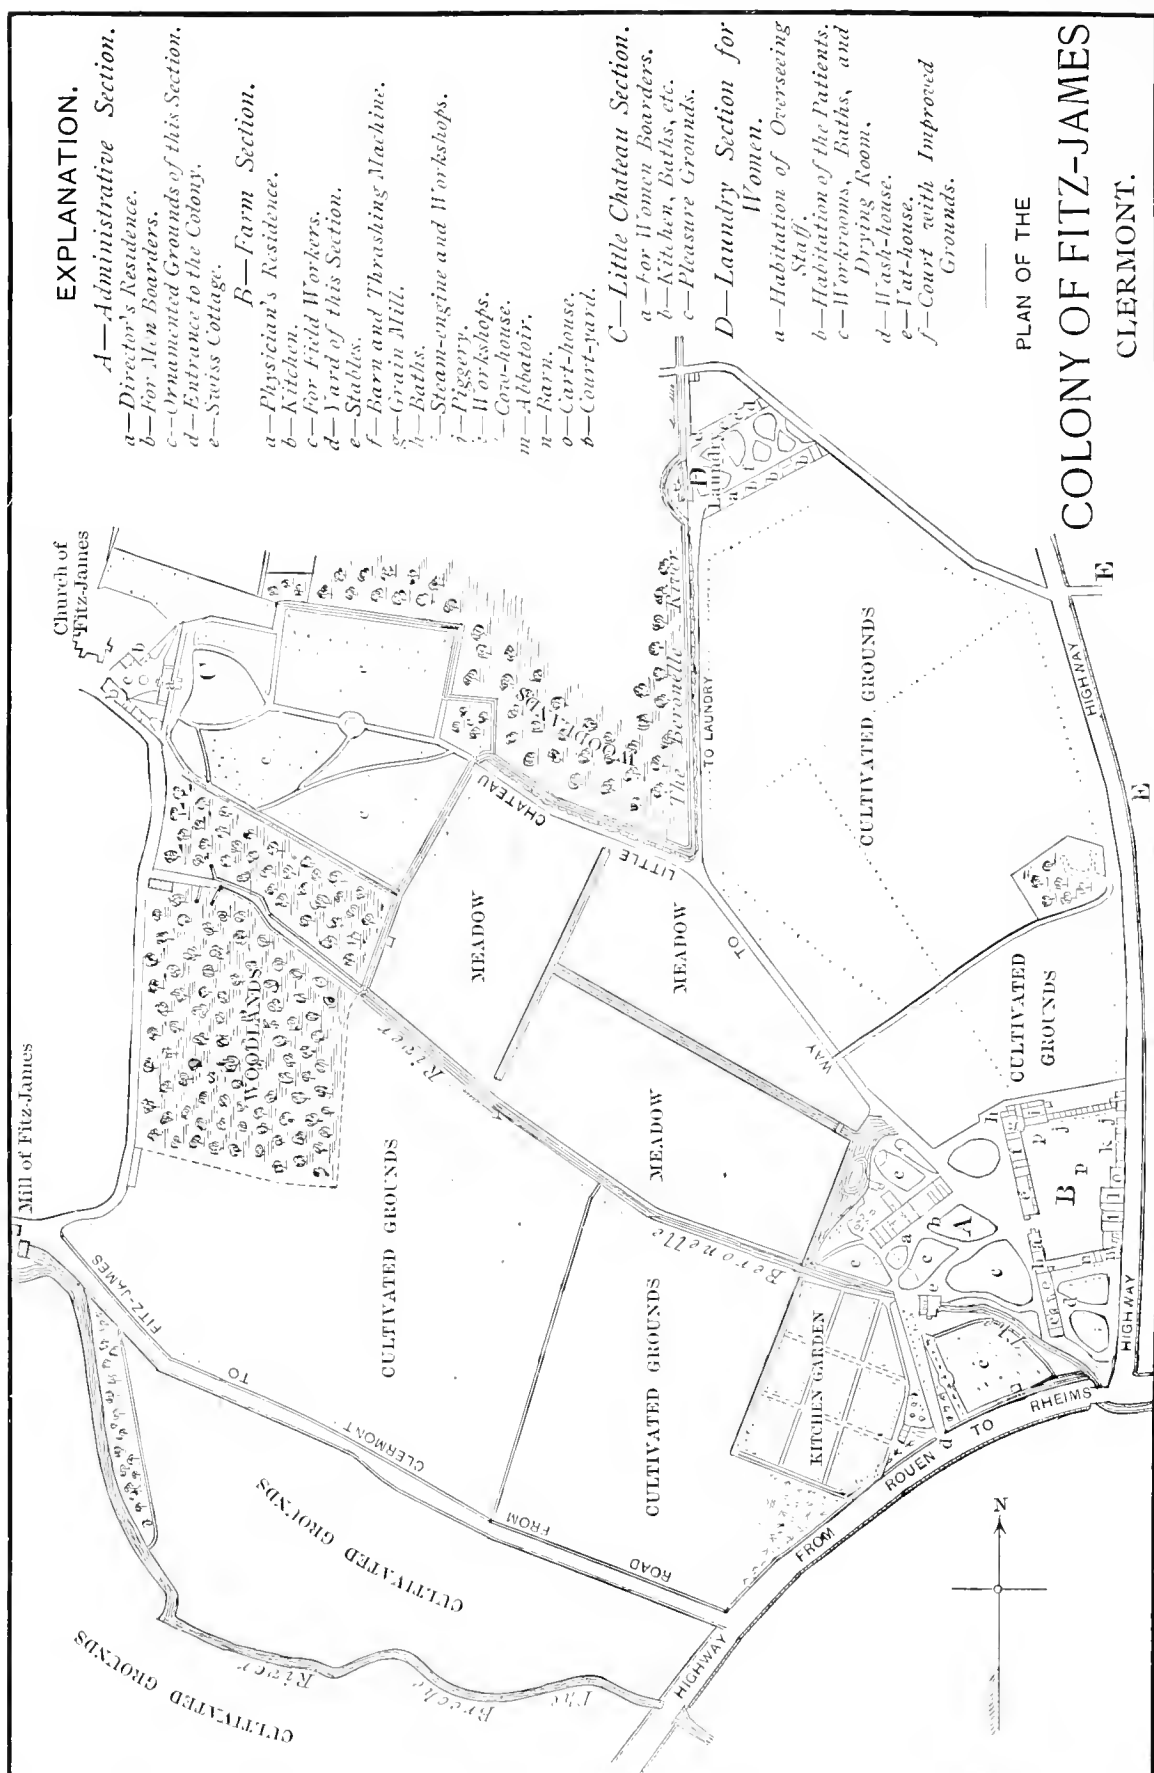 EXPLANATION.
A—Administrative Section.
a—Director's Residence.
b—For Men Boarders.
c—Ornamented Grounds of this Section.
d—Entrance to the Colony.
e—Swiss Cottage.
B—Farm Section.
a—Physician's Residence.
b—Kitchen.
c—For Field Workers.
d—Yard of this Section.
e—Stables.
f—Barn and Thrashing Machine.
g—Grain Mill.
h—Baths.
i—Steam-engine and Workshops.
j—Piggery.
—Workshops.
—Cow-house.
m—Abbatoir.
n—Barn.
o—Cart-house.
p—Court-yard.
C—Little Chateau Section.
a—For Women Boarders.
b—Kitchen, Baths, etc.
c—Pleasure Grounds.
D—Laundry Section for
Women.
a—Habitation of Overseeing
Staff.
b—Habitation of the Patients.
c—Workrooms, Baths, and
Drying Room.
d—Wash-house.
e—Vat-house.
f—Court with Improved
Grounds.
PLAN OF THE
COLONY OF FITZ-JAMES
CLERMONT.
Church of
Fitz-James
Mill of Fitz-James
C
WOODLANDS
WOODLANDS
The Beronelle River
TO LAUNDRY
D
Laundry
WAY TO LITTLE CHATEAU
MEADOW
MEADOW
MEADOW
River
Beronelle
CULTIVATED GROUNDS
CULTIVATED
GROUNDS
CULTIVATED GROUNDS
CULTIVATED GROUNDS
CULTIVATED GROUNDS
CULTIVATED GROUNDS
KITCHEN GARDEN
ROAD FROM CLERMONT TO FITZ-JAMES
The Breche River
HIGHWAY FROM ROUEN TO RHEIMS
HIGHWAY
HIGHWAY
A
B
E
E
N